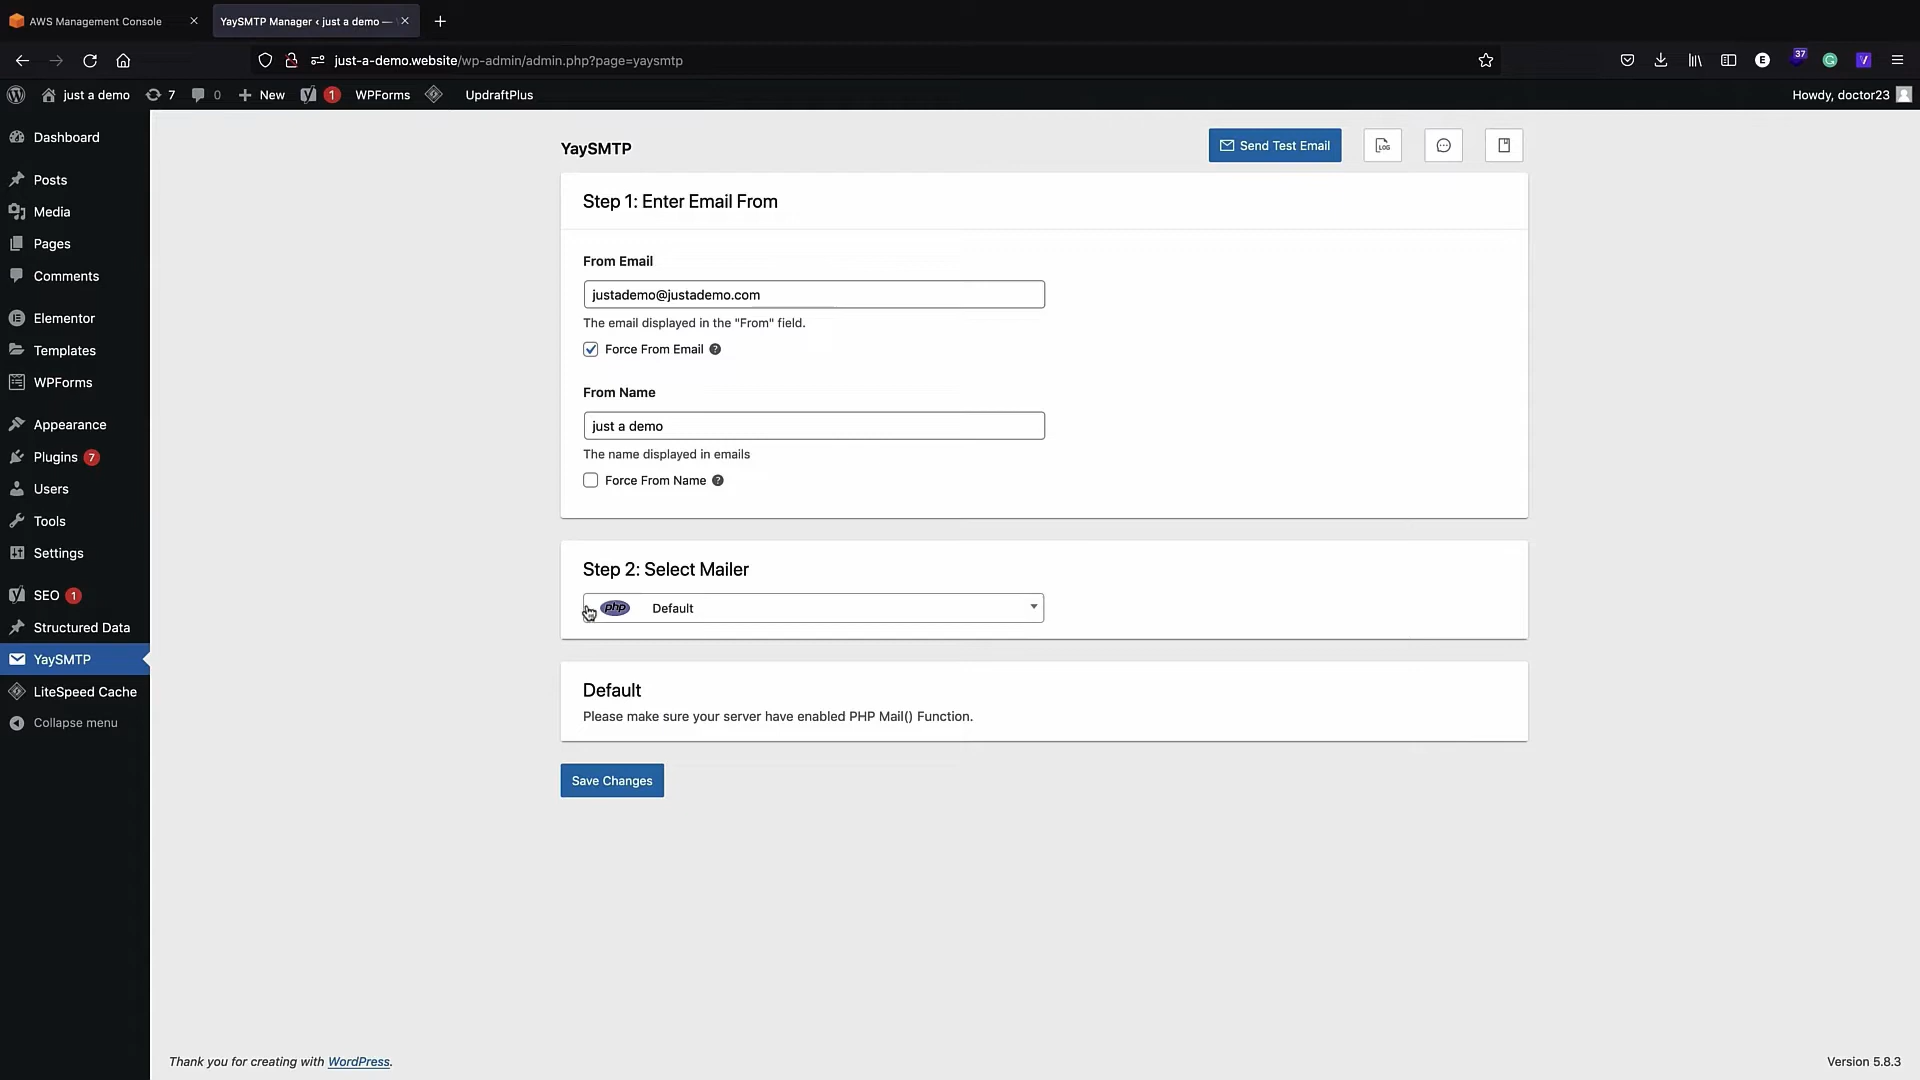 AWS Management Console
YaySMTP Manager ‹ just a demo —
just-a-demo.website/wp-admin/admin.php?page=yaysmtp
37
E
G
V
just a demo
7
0
New
1
WPForms
UpdraftPlus
Howdy, doctor23
Dashboard
Posts
Media
Pages
Comments
Elementor
Templates
WPForms
Appearance
Plugins 7
Users
Tools
Settings
SEO 1
Structured Data
YaySMTP
LiteSpeed Cache
Collapse menu
YaySMTP
Send Test Email
LOG
Step 1: Enter Email From
From Email
justademo@justademo.com
The email displayed in the "From" field.
Force From Email ?
From Name
just a demo
The name displayed in emails
Force From Name ?
Step 2: Select Mailer
php Default
Default
Please make sure your server have enabled PHP Mail() Function.
Save Changes
Thank you for creating with WordPress.
Version 5.8.3